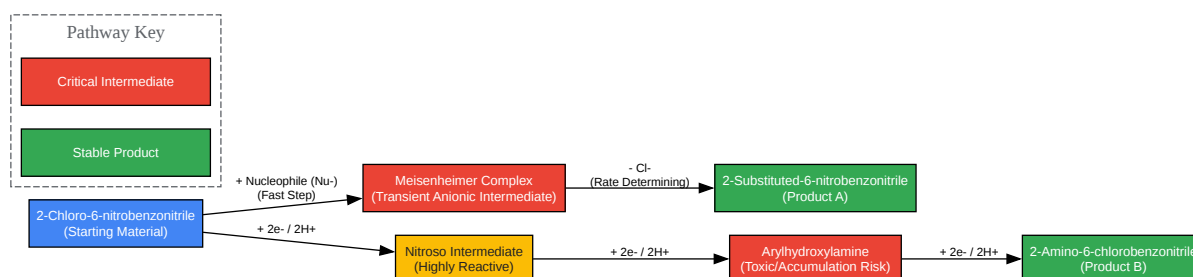 Pathway Key
Critical Intermediate
Stable Product
2-Chloro-6-nitrobenzonitrile
(Starting Material)
+ Nucleophile (Nu-)
(Fast Step)
+ 2e- / 2H+
Meisenheimer Complex
(Transient Anionic Intermediate)
- Cl-
(Rate Determining)
2-Substituted-6-nitrobenzonitrile
(Product A)
Nitroso Intermediate
(Highly Reactive)
+ 2e- / 2H+
Arylhydroxylamine
(Toxic/Accumulation Risk)
+ 2e- / 2H+
2-Amino-6-chlorobenzonitrile
(Product B)